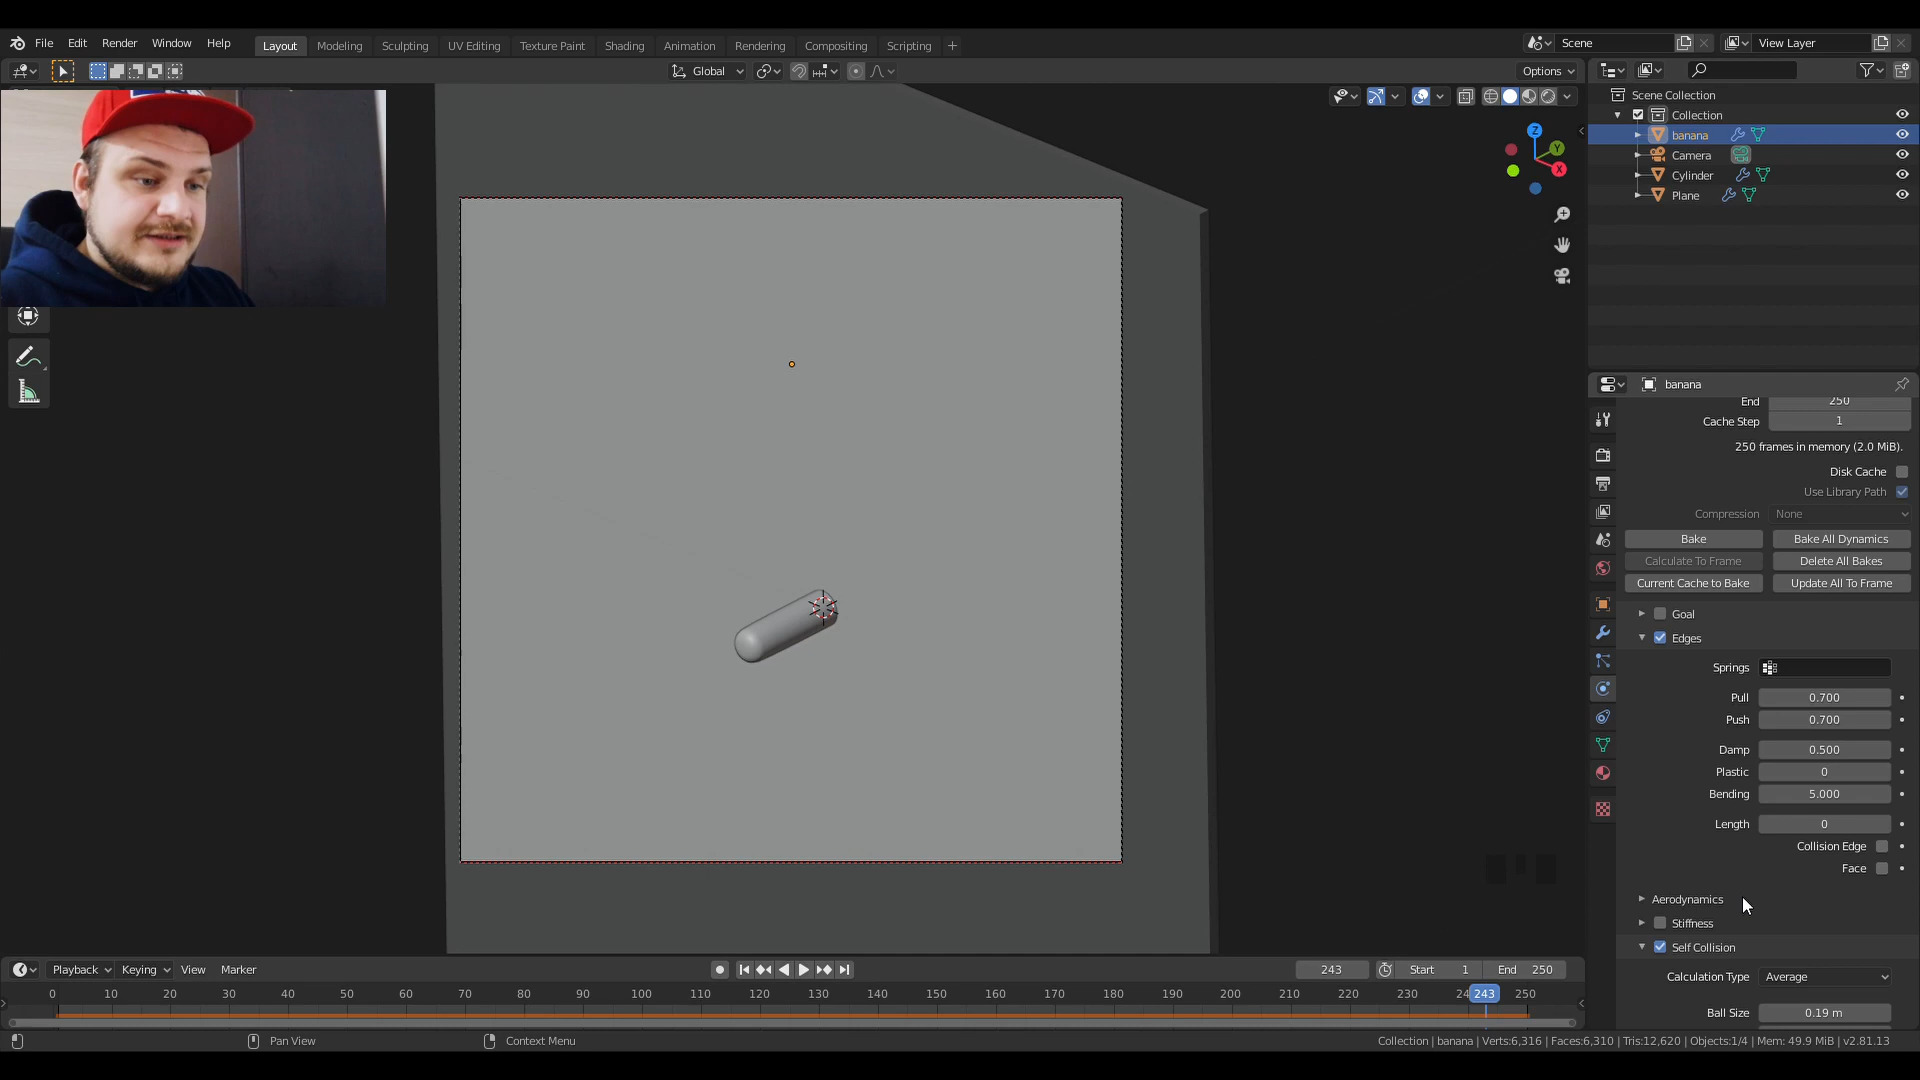 File Edit Render Window Help Layout Modeling Sculpting UV Editing Texture Paint Shading Animation Rendering Compositing Scripting Scene View Layer
Global Options
Scene Collection
Collection
banana
Camera
Cylinder
Plane
Z
Y
X
banana
End 250
Cache Step 1
250 frames in memory (2.0 MiB).
Disk Cache
Use Library Path
Compression None
Bake Bake All Dynamics
Calculate To Frame Delete All Bakes
Current Cache to Bake Update All To Frame
Goal
Edges
Springs
Pull 0.700
Push 0.700
Damp 0.500
Plastic 0
Bending 5.000
Length 0
Collision Edge
Face
Aerodynamics
Stiffness
Self Collision
Calculation Type Average
Ball Size 0.19 m
Playback Keying View Marker 243 Start 1 End 250
0 10 20 30 40 50 60 70 80 90 100 110 120 130 140 150 160 170 180 190 200 210 220 230 24 243 250
Pan View Context Menu Collection | banana | Verts:6,316 | Faces:6,310 | Tris:12,620 | Objects:1/4 | Mem: 49.9 MiB | v2.81.13